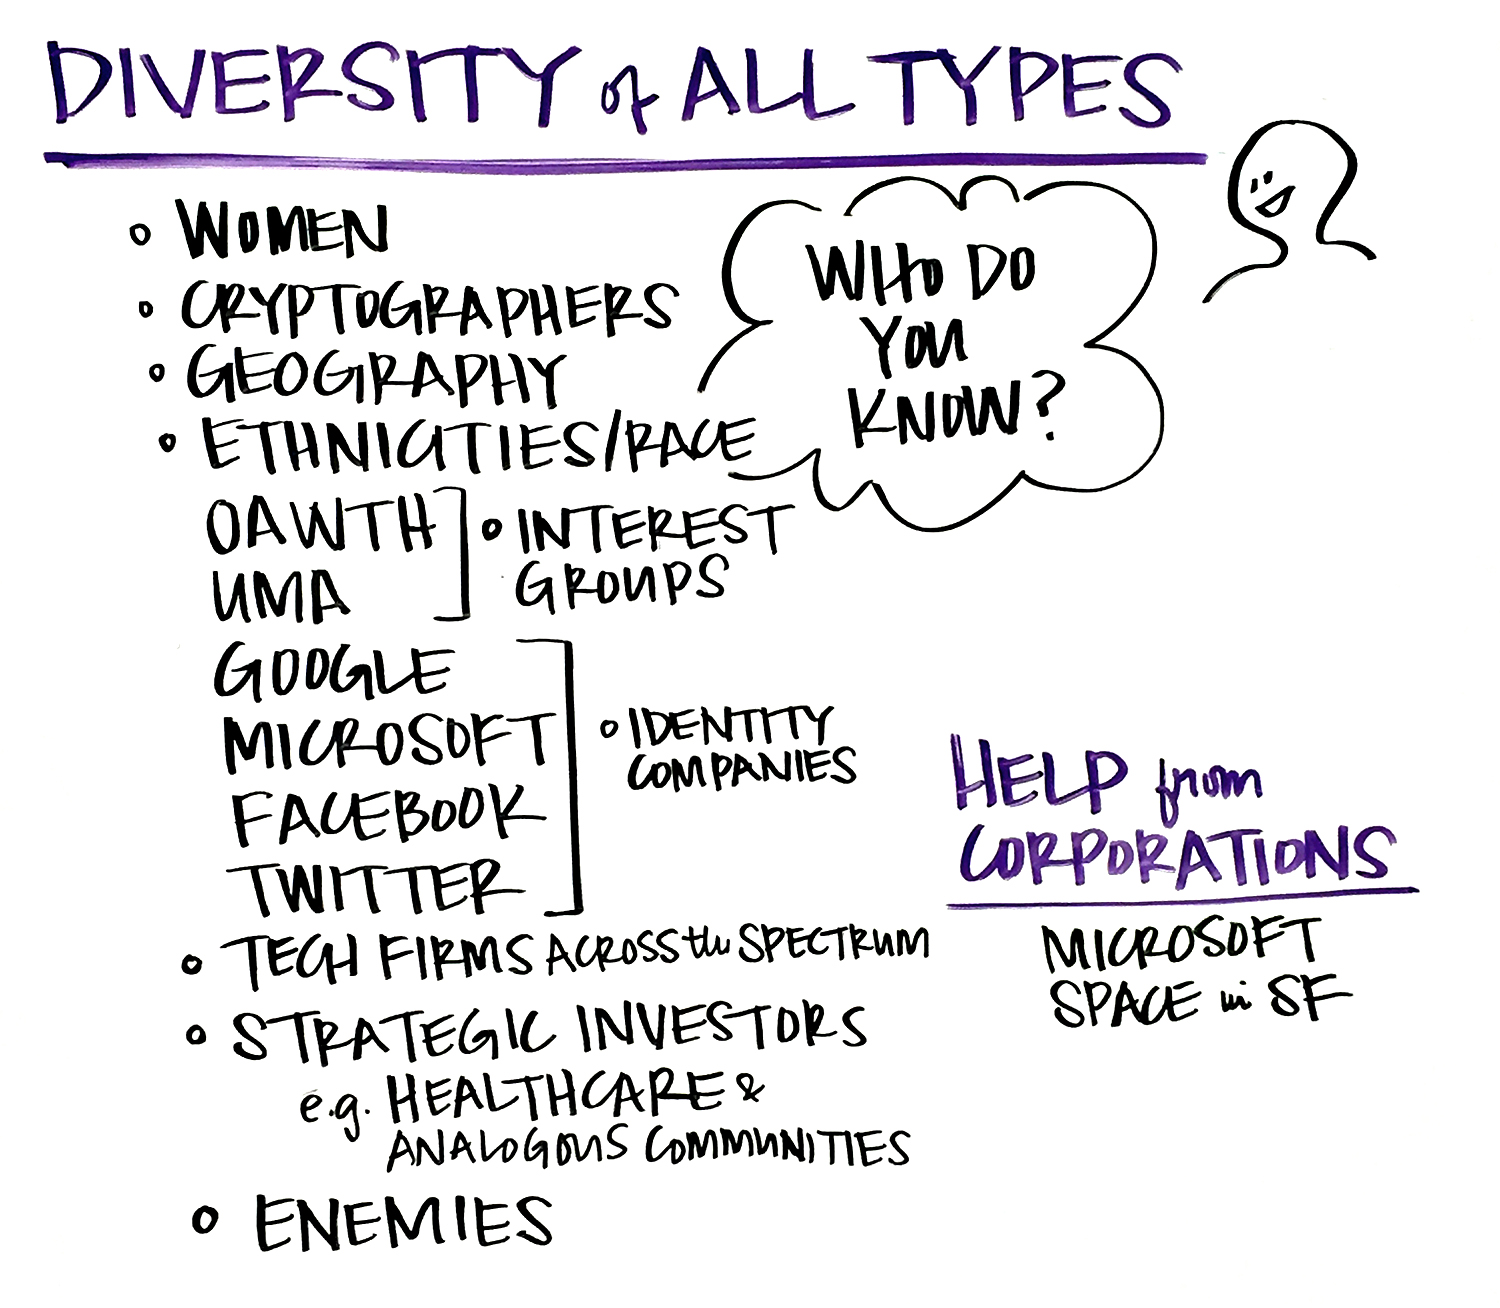 DIVERSITY of ALL TYPES
• WOMEN
• CRYPTOGRAPHERS
• GEOGRAPHY
• ETHNICITIES/RACE
WHO DO
YOU
KNOW?
OAWTH
UMA
• INTEREST
GROUPS
GOOGLE
MICROSOFT
FACEBOOK
TWITTER
• IDENTITY
COMPANIES
• TECH FIRMS ACROSS the SPECTRUM
• STRATEGIC INVESTORS
e.g. HEALTHCARE &
ANALOGOUS COMMUNITIES
• ENEMIES
HELP from
CORPORATIONS
MICROSOFT
SPACE in SF